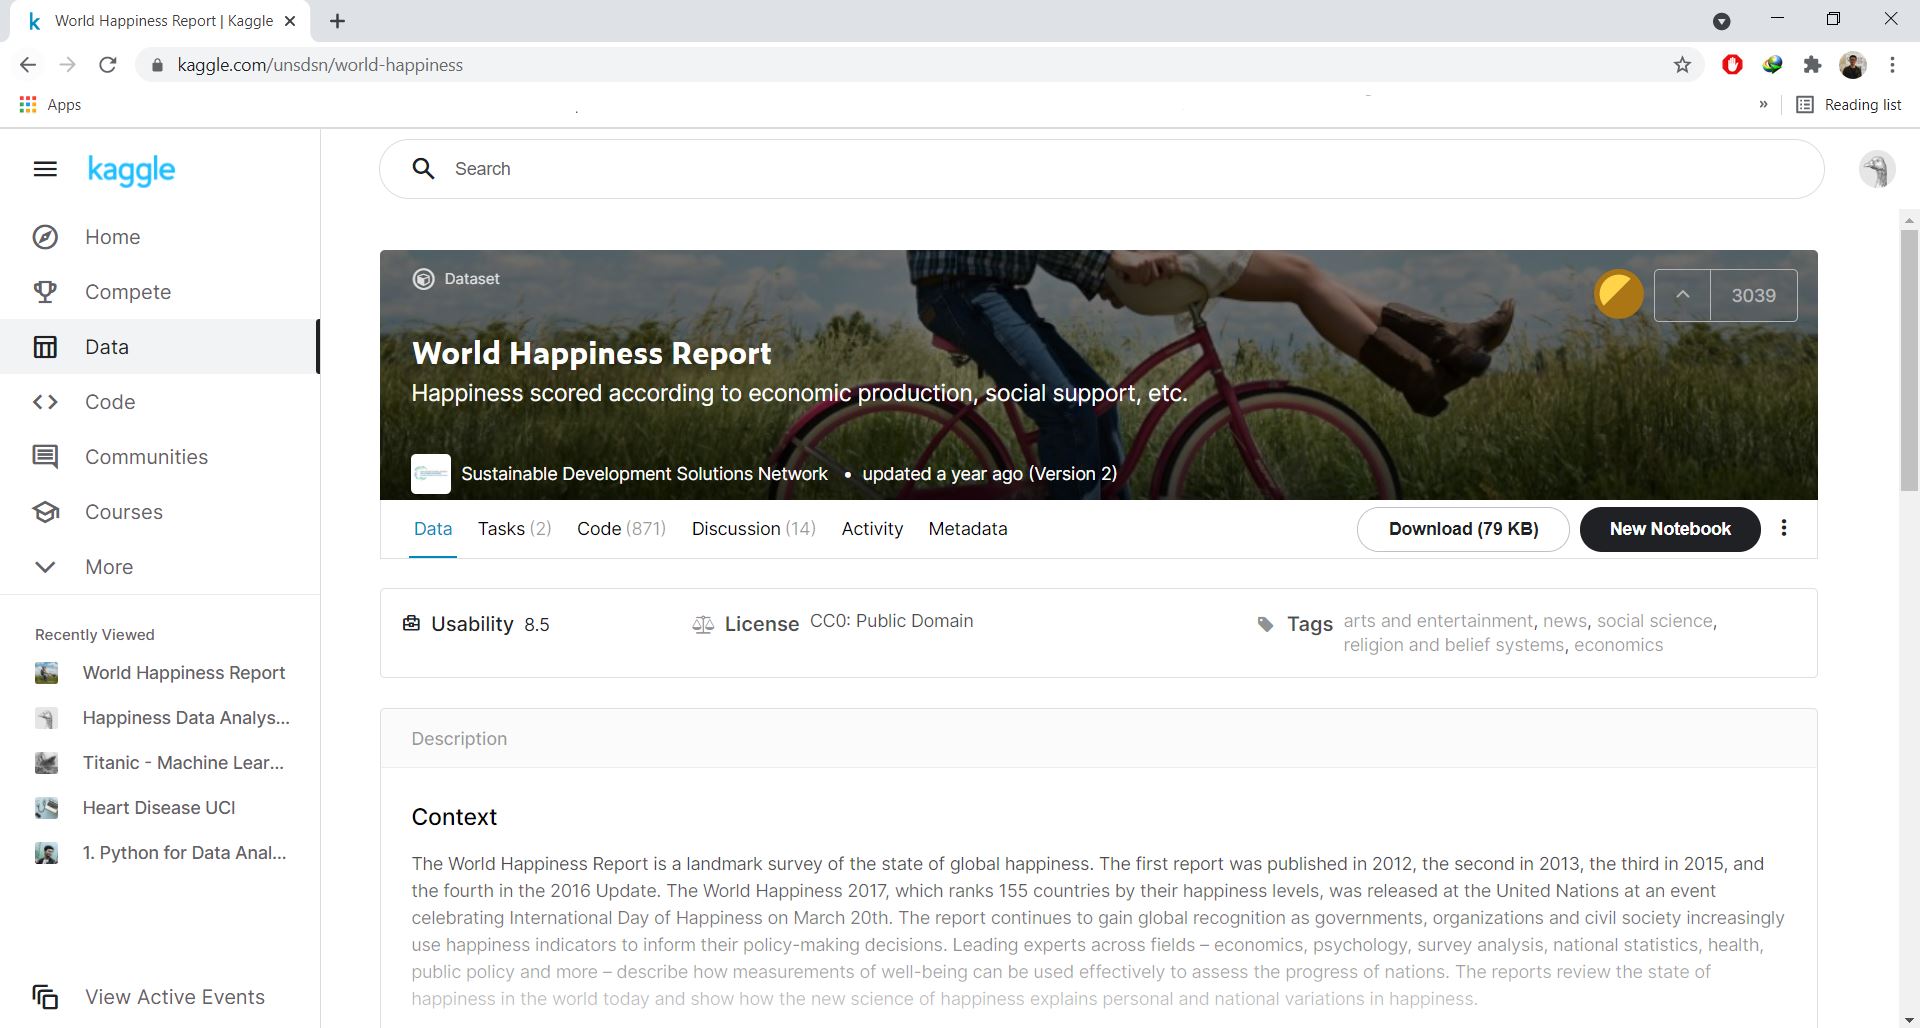 World Happiness Report | Kaggle
kaggle.com/unsdsn/world-happiness
Apps
»
Reading list
kaggle
Search
Home
Compete
Data
Code
Communities
Courses
More
Recently Viewed
World Happiness Report
Happiness Data Analys...
Titanic - Machine Lear...
Heart Disease UCI
1. Python for Data Anal...
View Active Events
Dataset
3039
World Happiness Report
Happiness scored according to economic production, social support, etc.
Sustainable Development Solutions Network • updated a year ago (Version 2)
Data Tasks (2) Code (871) Discussion (14) Activity Metadata Download (79 KB) New Notebook
Usability 8.5 License CC0: Public Domain Tags arts and entertainment, news, social science,
religion and belief systems, economics
Description
Context
The World Happiness Report is a landmark survey of the state of global happiness. The first report was published in 2012, the second in 2013, the third in 2015, and
the fourth in the 2016 Update. The World Happiness 2017, which ranks 155 countries by their happiness levels, was released at the United Nations at an event
celebrating International Day of Happiness on March 20th. The report continues to gain global recognition as governments, organizations and civil society increasingly
use happiness indicators to inform their policy-making decisions. Leading experts across fields – economics, psychology, survey analysis, national statistics, health,
public policy and more – describe how measurements of well-being can be used effectively to assess the progress of nations. The reports review the state of
happiness in the world today and show how the new science of happiness explains personal and national variations in happiness.